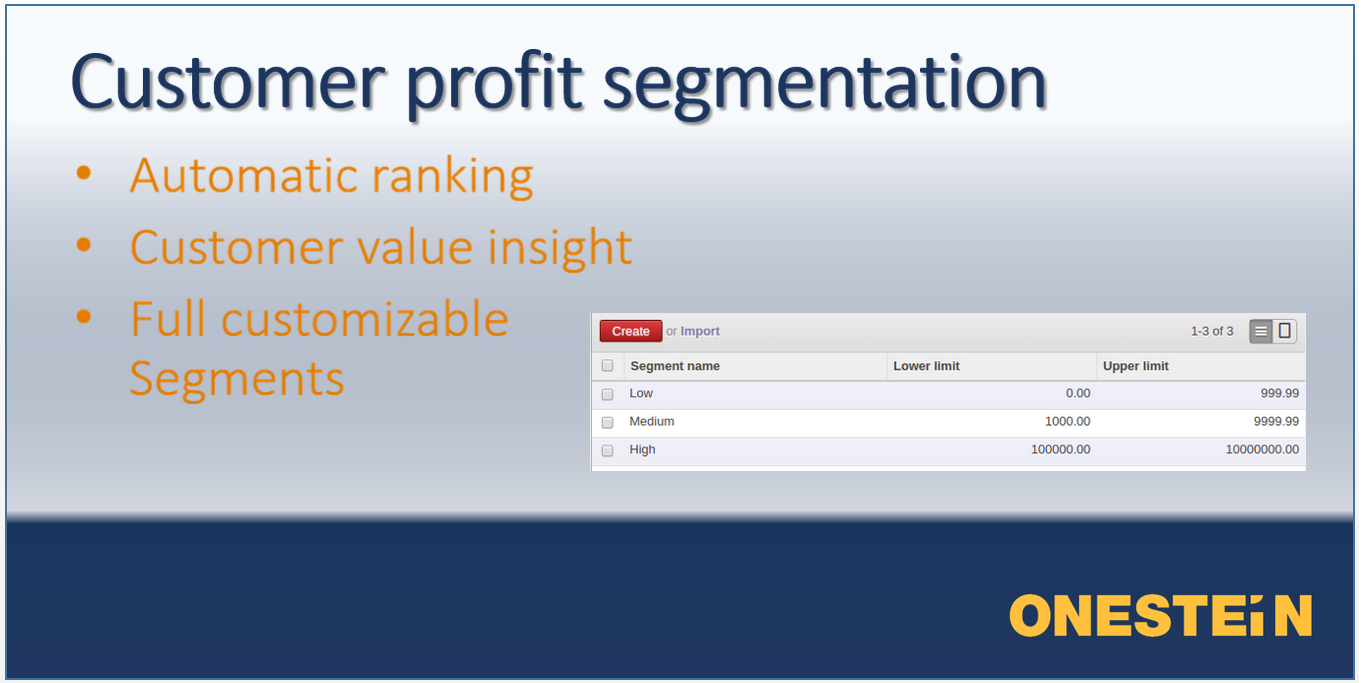 Customer profit segmentation
• Automatic ranking
• Customer value insight
• Full customizable
Segments
Create or Import 1-3 of 3
Segment name Lower limit Upper limit
Low 0.00 999.99
Medium 1000.00 9999.99
High 100000.00 10000000.00
ONESTEiN